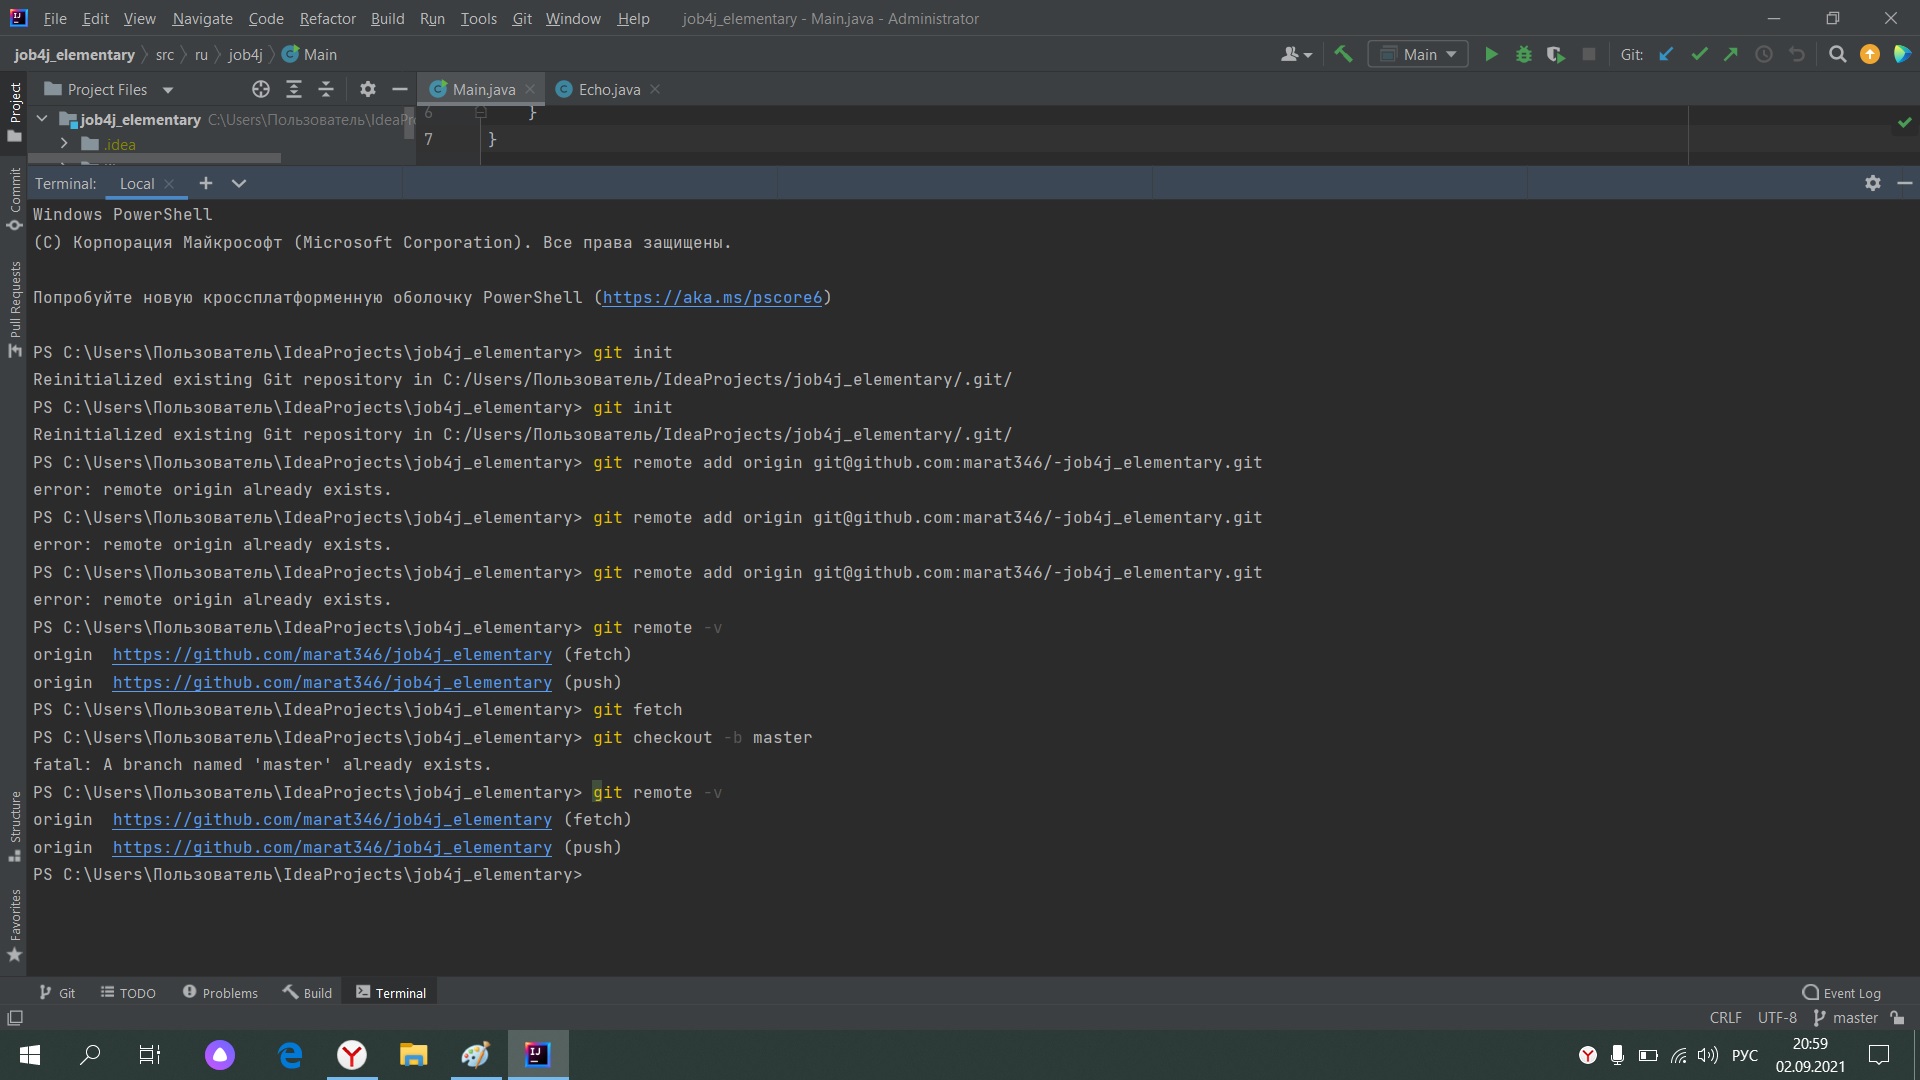 File Edit View Navigate Code Refactor Build Run Tools Git Window Help job4j_elementary - Main.java - Administrator
job4j_elementary src ru job4j Main Main Git:
Project Project Files Main.java Echo.java
job4j_elementary C:\Users\Пользователь\IdeaPr 6 }
.idea 7 }
Terminal: Local
Commit
Pull Requests
Structure
Favorites
Windows PowerShell
(C) Корпорация Майкрософт (Microsoft Corporation). Все права защищены.
Попробуйте новую кроссплатформенную оболочку PowerShell (https://aka.ms/pscore6)
PS C:\Users\Пользователь\IdeaProjects\job4j_elementary> git init
Reinitialized existing Git repository in C:/Users/Пользователь/IdeaProjects/job4j_elementary/.git/
PS C:\Users\Пользователь\IdeaProjects\job4j_elementary> git init
Reinitialized existing Git repository in C:/Users/Пользователь/IdeaProjects/job4j_elementary/.git/
PS C:\Users\Пользователь\IdeaProjects\job4j_elementary> git remote add origin git@github.com:marat346/-job4j_elementary.git
error: remote origin already exists.
PS C:\Users\Пользователь\IdeaProjects\job4j_elementary> git remote add origin git@github.com:marat346/-job4j_elementary.git
error: remote origin already exists.
PS C:\Users\Пользователь\IdeaProjects\job4j_elementary> git remote add origin git@github.com:marat346/-job4j_elementary.git
error: remote origin already exists.
PS C:\Users\Пользователь\IdeaProjects\job4j_elementary> git remote -v
origin https://github.com/marat346/job4j_elementary (fetch)
origin https://github.com/marat346/job4j_elementary (push)
PS C:\Users\Пользователь\IdeaProjects\job4j_elementary> git fetch
PS C:\Users\Пользователь\IdeaProjects\job4j_elementary> git checkout -b master
fatal: A branch named 'master' already exists.
PS C:\Users\Пользователь\IdeaProjects\job4j_elementary> git remote -v
origin https://github.com/marat346/job4j_elementary (fetch)
origin https://github.com/marat346/job4j_elementary (push)
PS C:\Users\Пользователь\IdeaProjects\job4j_elementary>
Git TODO Problems Build Terminal Event Log
CRLF UTF-8 master
РУС 20:59
02.09.2021